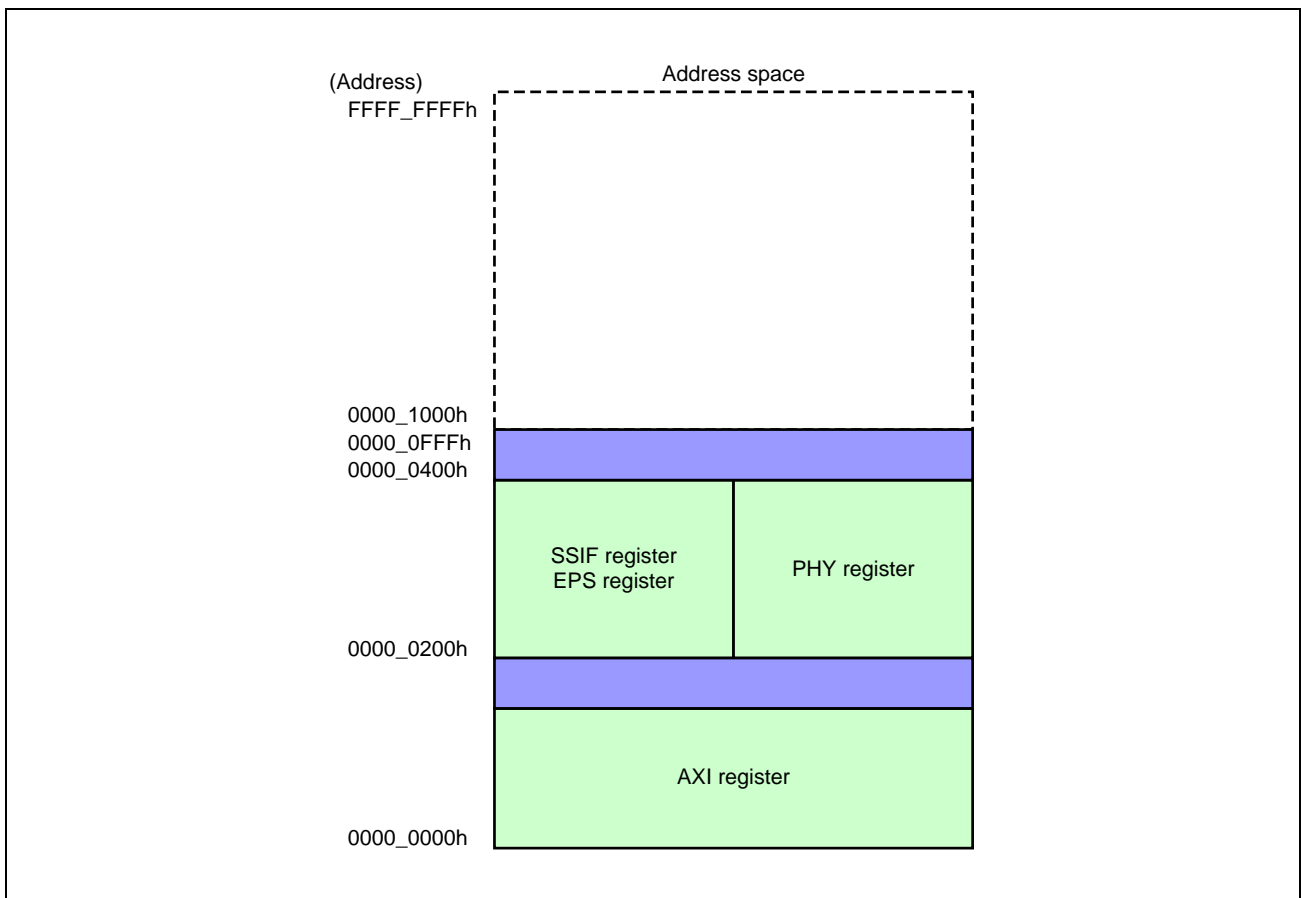 Address space
(Address)
FFFF_FFFFh
0000_1000h
0000_0FFFh
0000_0400h
SSIF register
EPS register
PHY register
0000_0200h
AXI register
0000_0000h